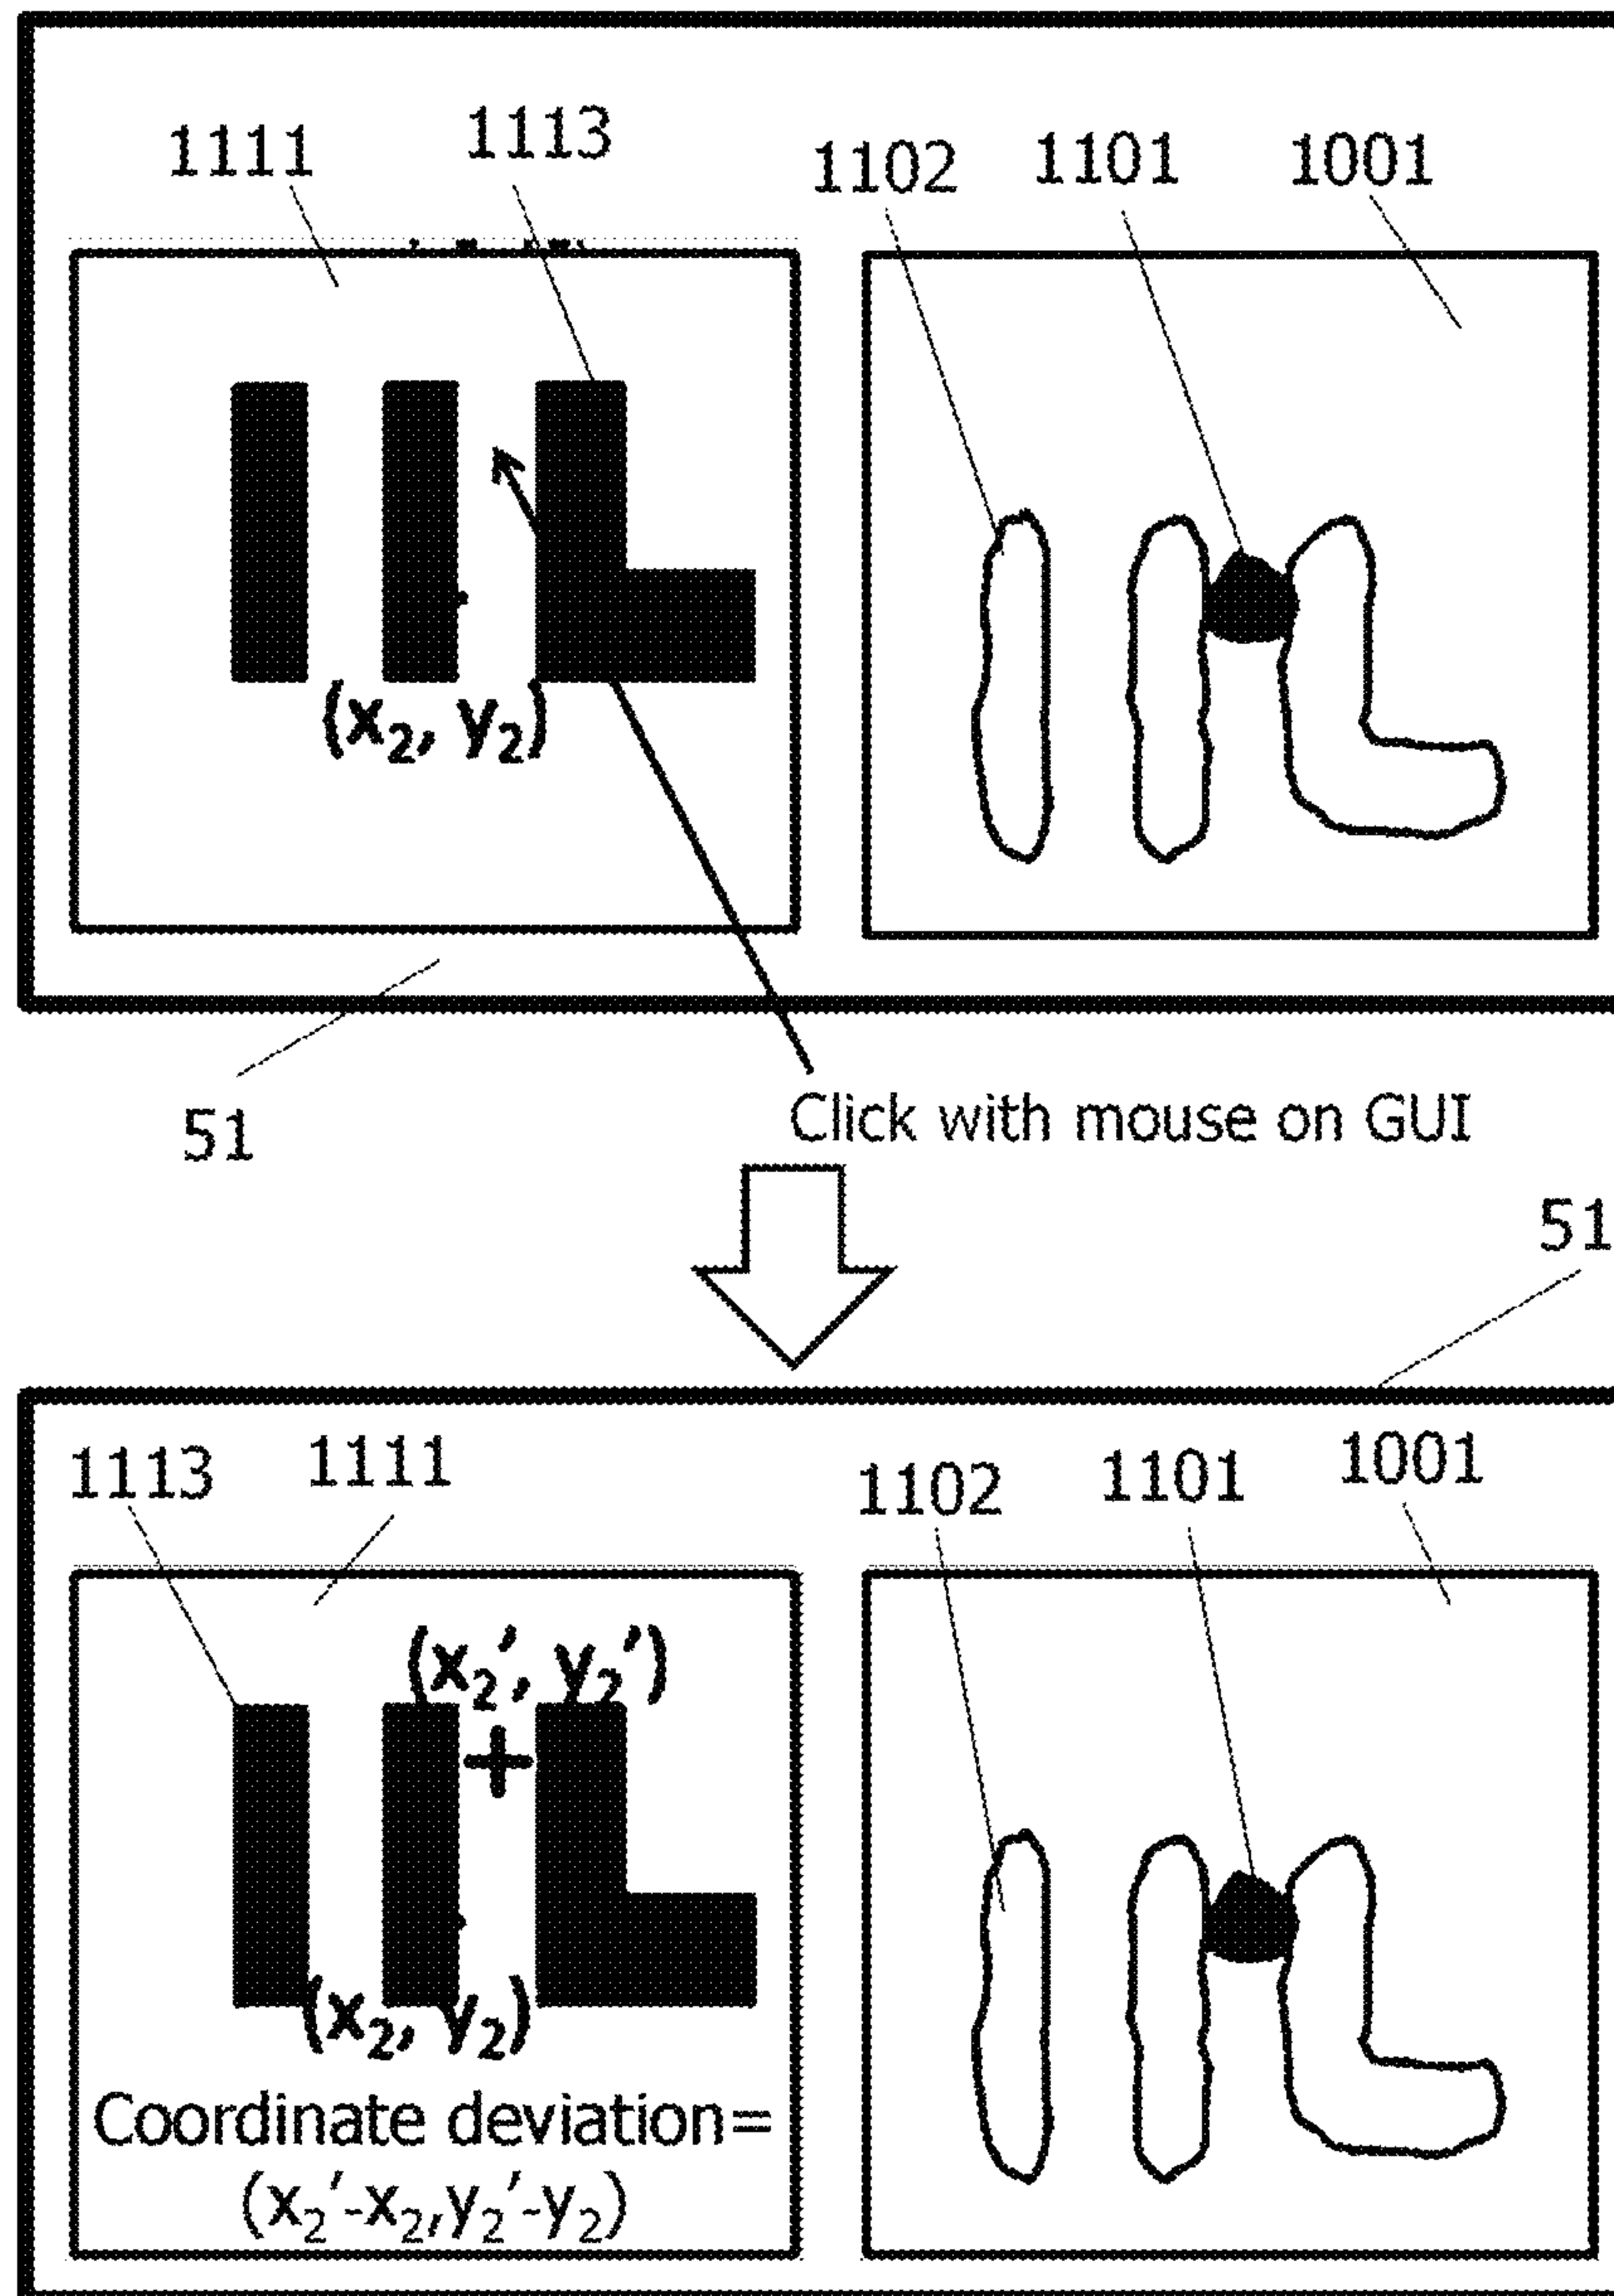 1111 1113 1102 1101 1001
(x₂, y₂)
51
Click with mouse on GUI
51
1113 1111 1102 1101 1001
(x₂′, y₂′)
(x₂, y₂)
Coordinate deviation=
(x₂′-x₂,y₂′-y₂)